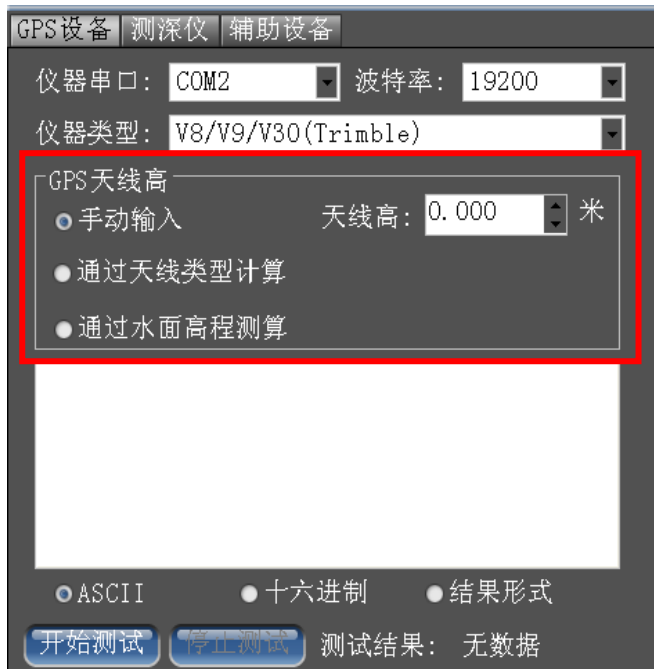 GPS设备 测深仪 辅助设备
仪器串口: COM2 波特率: 19200
仪器类型: V8/V9/V30(Trimble)
GPS天线高
手动输入 天线高: 0.000 米
通过天线类型计算
通过水面高程测算
ASCII 十六进制 结果形式
开始测试 停止测试 测试结果: 无数据